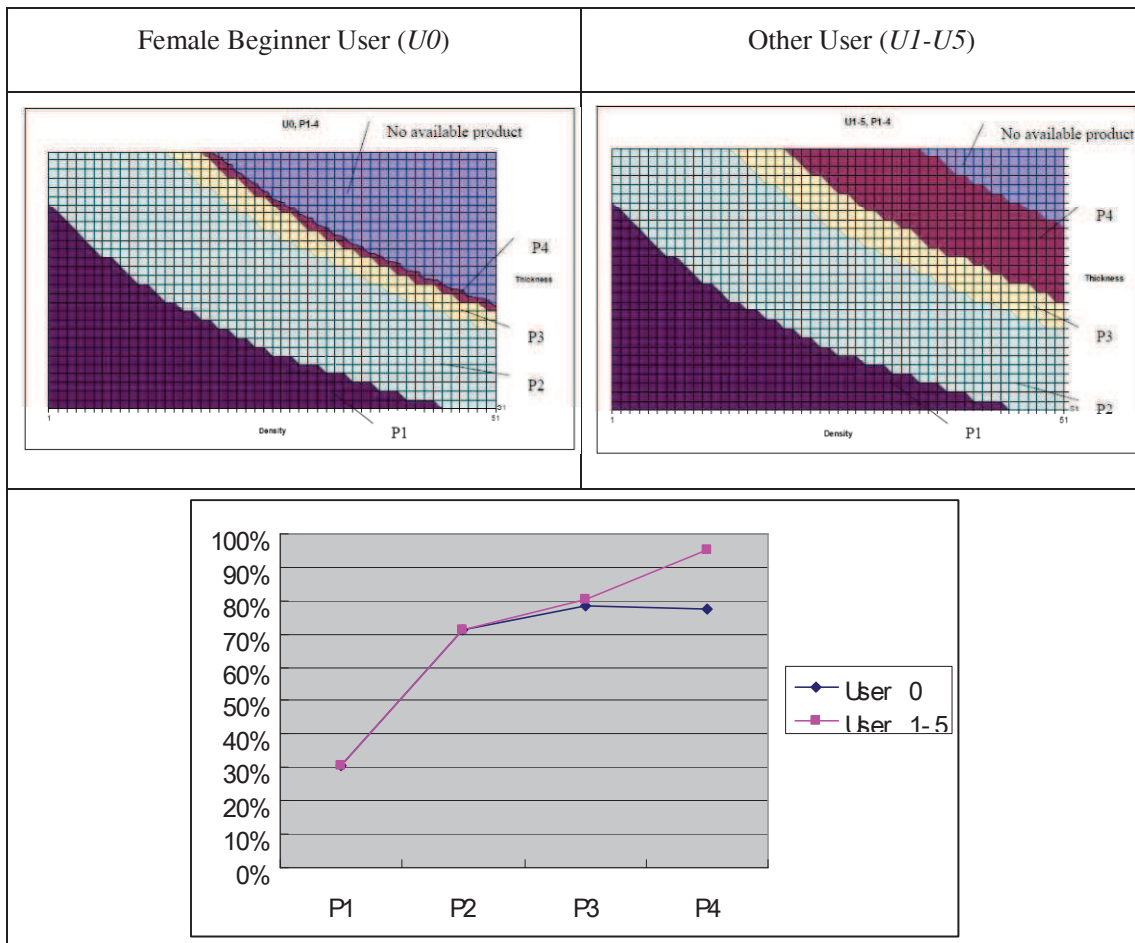 Female Beginner User (U0)
Other User (U1-U5)
U0, P1-4
No available product
P4
Thickness
P3
P2
S1
1
51
Density
P1
U1-5, P1-4
No available product
P4
Thickness
P3
S1
P2
1
51
Density
P1
100%
90%
80%
70%
60%
50%
40%
30%
20%
10%
0%
P1 P2 P3 P4
User 0
User 1-5